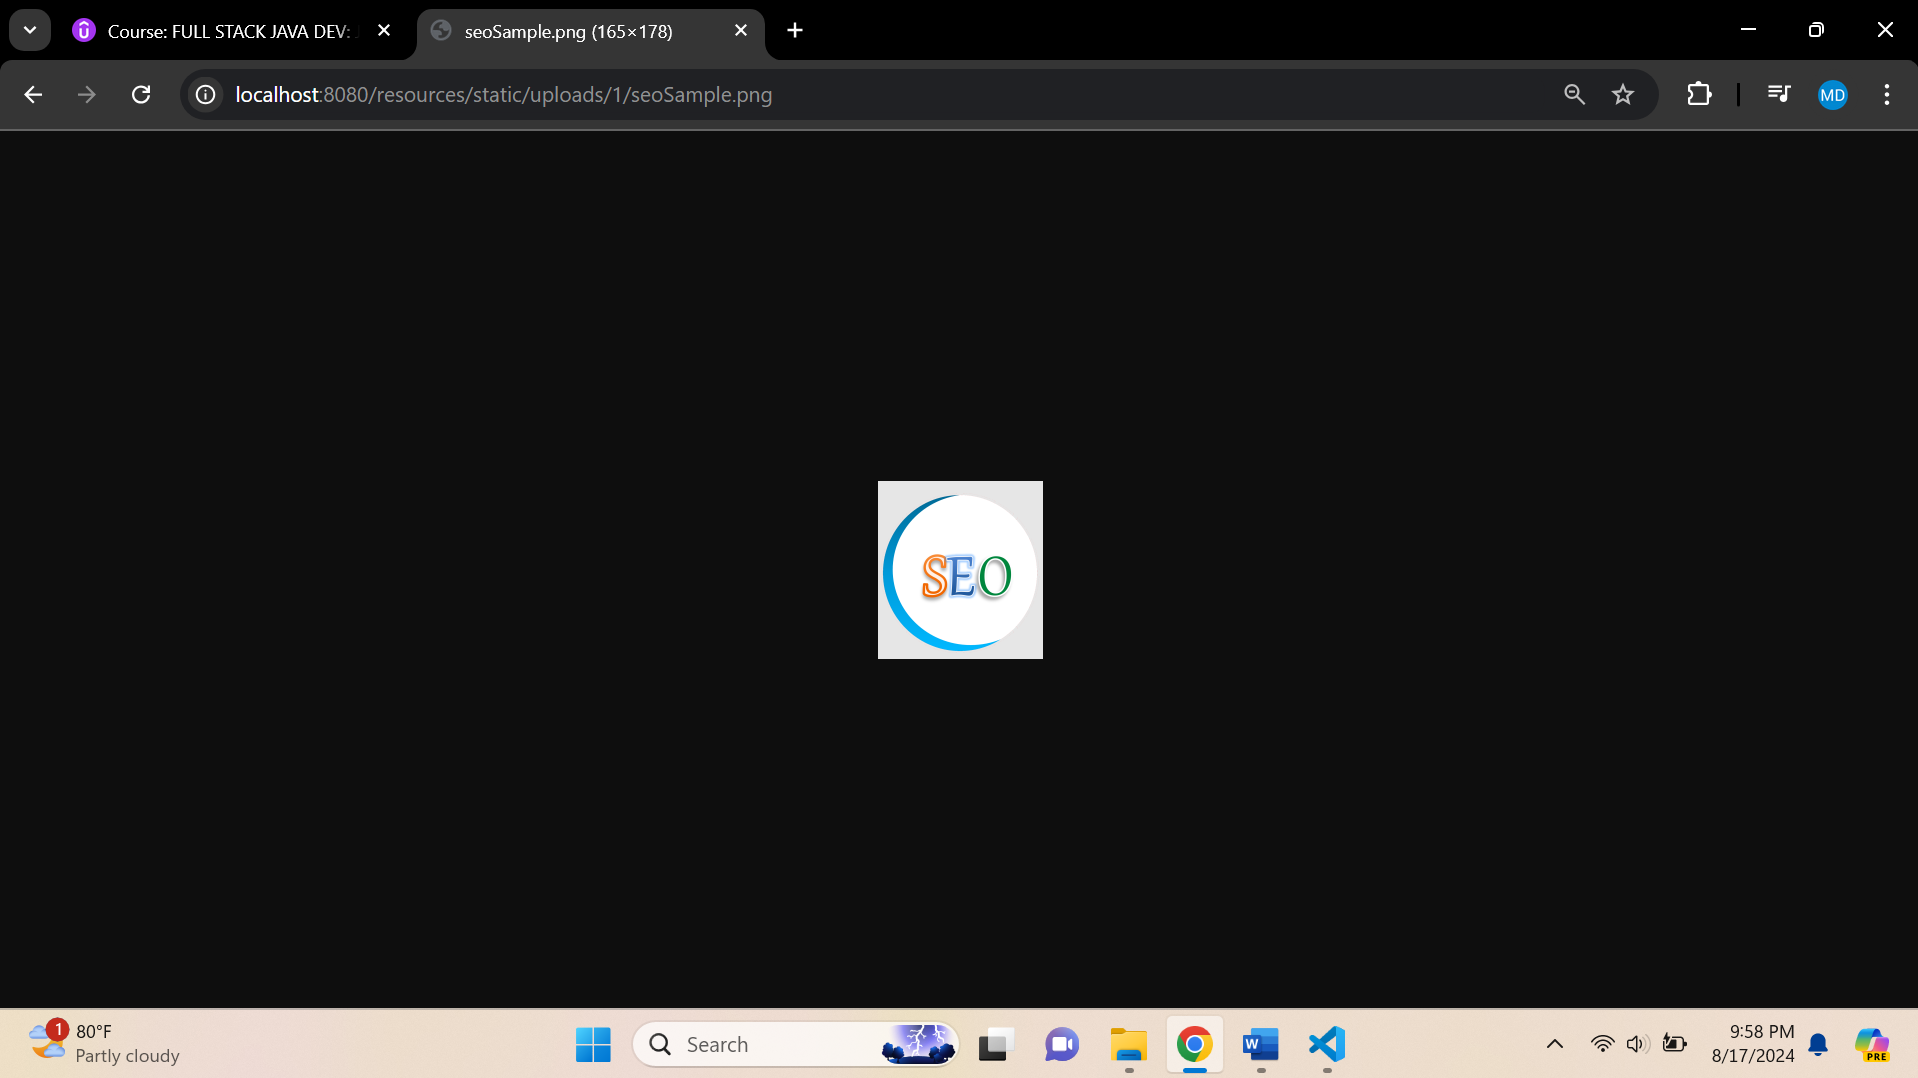 Course: FULL STACK JAVA DEV:
seoSample.png (165×178)
localhost:8080/resources/static/uploads/1/seoSample.png
MD
SEO
1
80°F
Partly cloudy
Search
W
9:58 PM
8/17/2024
PRE